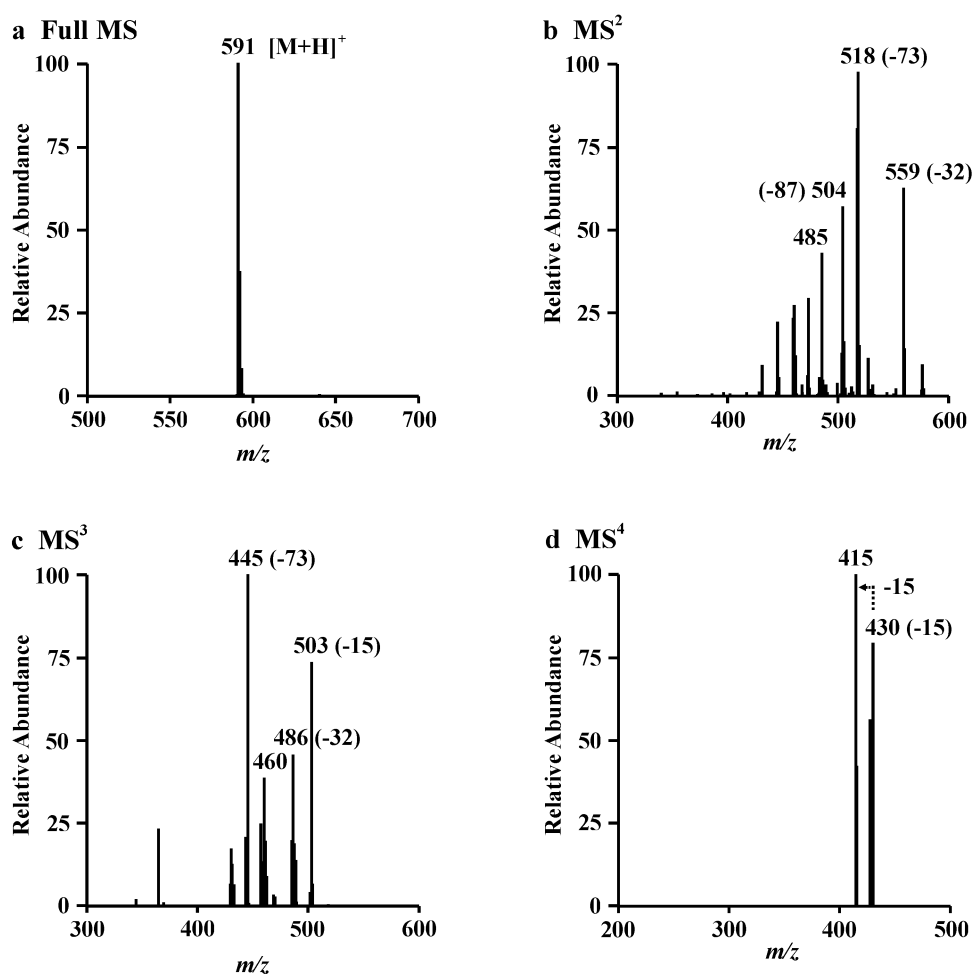 a Full MS
591 [M+H]⁺
100
75
50
25
0
Relative Abundance
500 550 600 650 700
m/z
b MS²
518 (-73)
559 (-32)
(-87) 504
485
100
75
50
25
0
Relative Abundance
300 400 500 600
m/z
c MS³
445 (-73)
503 (-15)
486 (-32)
460
100
75
50
25
0
Relative Abundance
300 400 500 600
m/z
d MS⁴
415
-15
430 (-15)
100
75
50
25
0
Relative Abundance
200 300 400 500
m/z